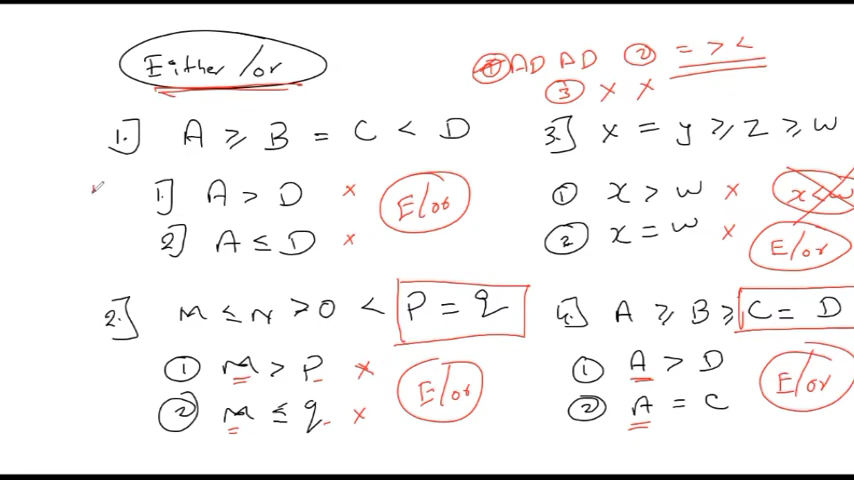 Either /or
① AD AD ② = > <
③ × ×
1.] A ≥ B = C < D
1] A > D ×
2] A ≤ D ×
E/or
3.] x = y ≥ z ≥ w
① x > w ×
x < w
② x = w ×
E/or
2.] M ≤ N > O < P = q
① M > P ×
② M ≤ q ×
E/or
4.] A ≥ B ≥ C = D
① A > D
② A = C
E/or